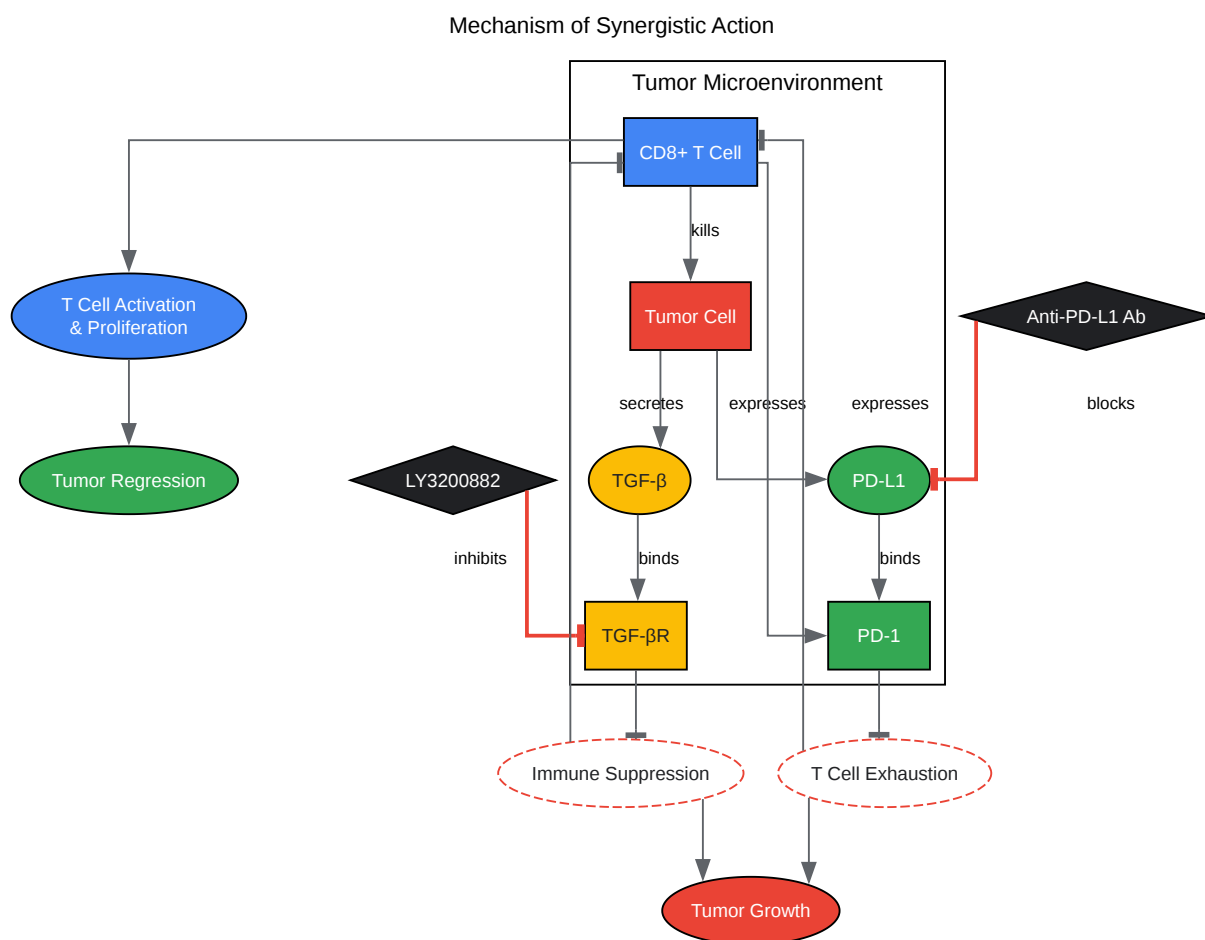 Mechanism of Synergistic Action
Tumor Microenvironment
CD8+ T Cell
kills
T Cell Activation
& Proliferation
Tumor Cell
Anti-PD-L1 Ab
secretes
expresses
expresses
blocks
Tumor Regression
LY3200882
TGF-β
PD-L1
inhibits
binds
binds
TGF-βR
PD-1
Immune Suppression
T Cell Exhaustion
Tumor Growth